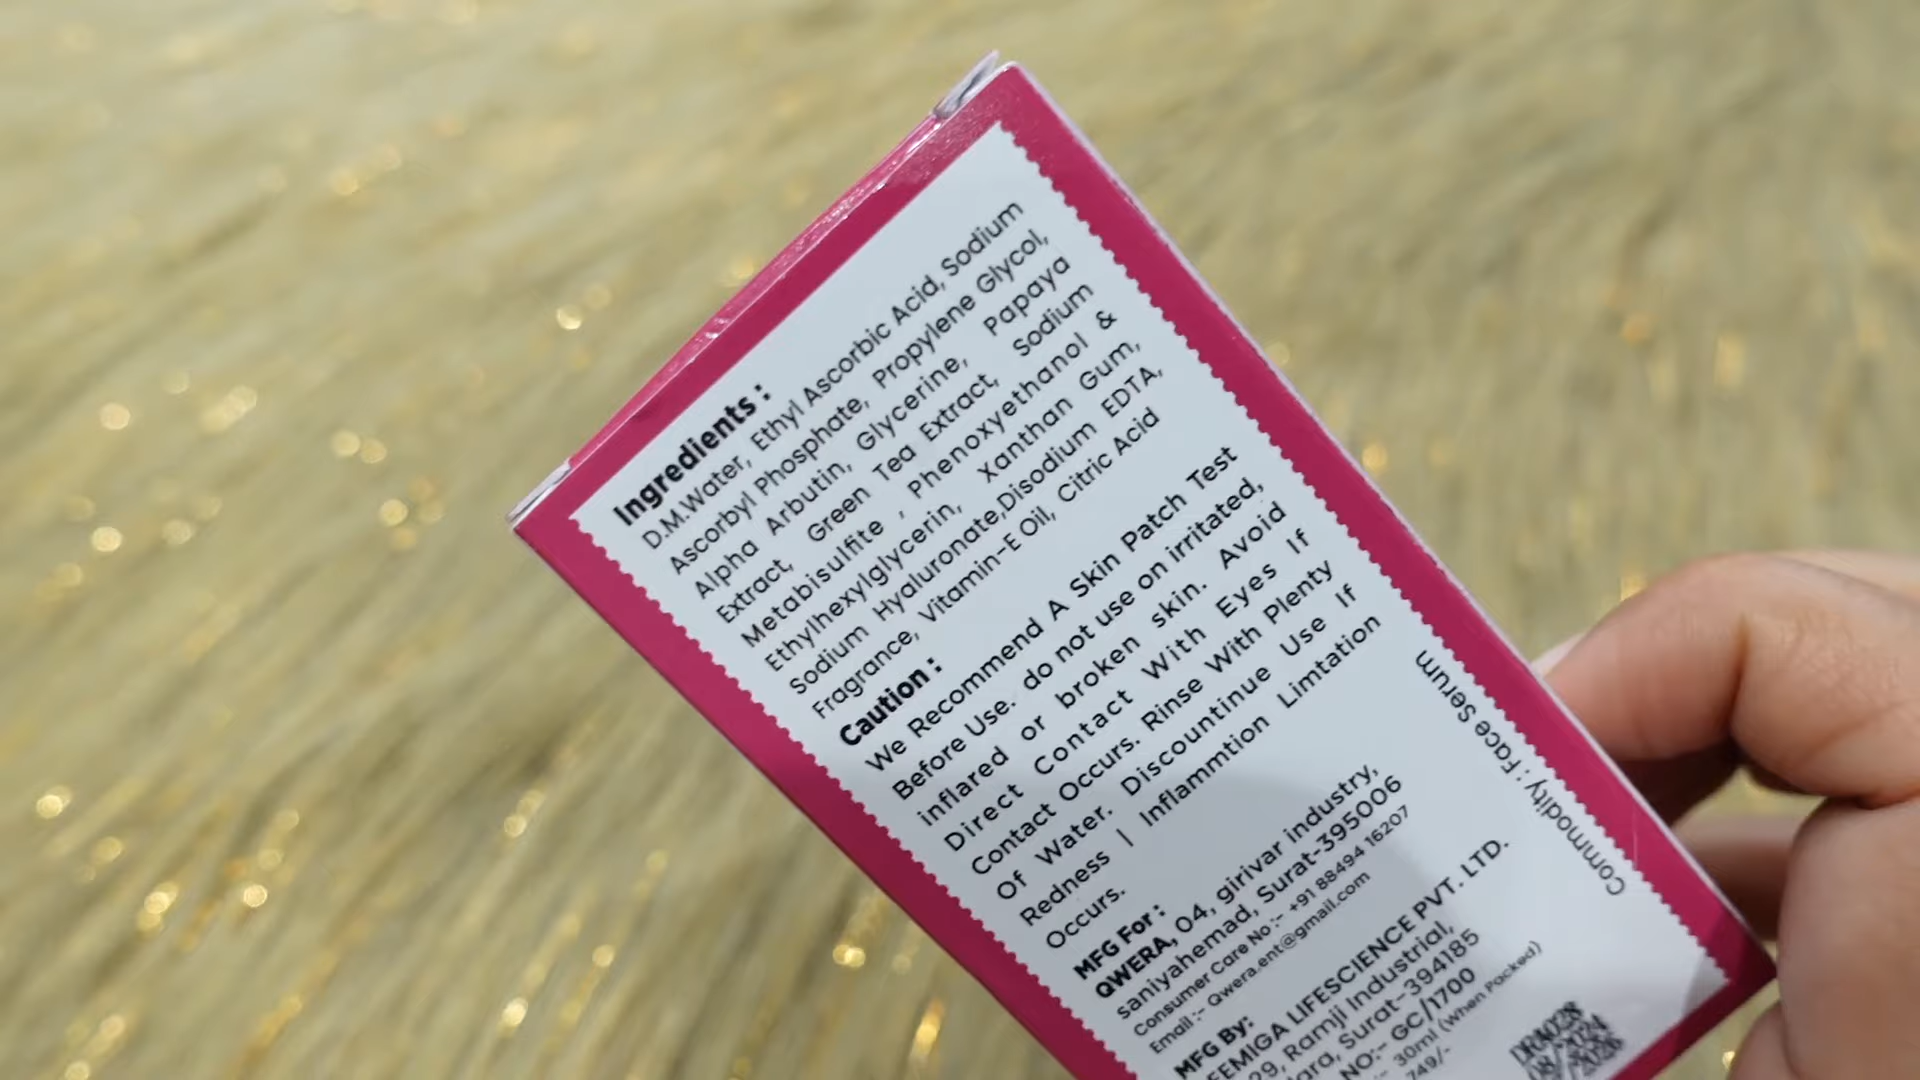 Ingredients :
D.M.Water, Ethyl Ascorbic Acid, Sodium
Ascorbyl Phosphate, Propylene Glycol,
Alpha Arbutin, Glycerine, Papaya
Extract, Green Tea Extract, Sodium
Metabisulfite , Phenoxyethanol &
Ethylhexylglycerin, Xanthan Gum,
Sodium Hyaluronate,Disodium EDTA,
Fragrance, Vitamin-E Oil, Citric Acid
Caution :
We Recommend A Skin Patch Test
Before Use. do not use on irritated,
inflared or broken skin. Avoid
Direct Contact With Eyes If
Contact Occurs. Rinse With Plenty
Of Water. Discountinue Use If
Redness | Inflammtion Limtation
Occurs.
MFG For :
QWERA, 04, girivar industry,
saniyahemad, Surat-395006
Consumer Care No:- +91 88494 16207
Email:- Qwera.ent@gmail.com
MFG By:
FEMIGA LIFESCIENCE PVT. LTD.
29, Ramji Industrial,
Surat-394185
NO:- GC/1700
30ml (When Packed)
749/-
Commodity : Face Serum